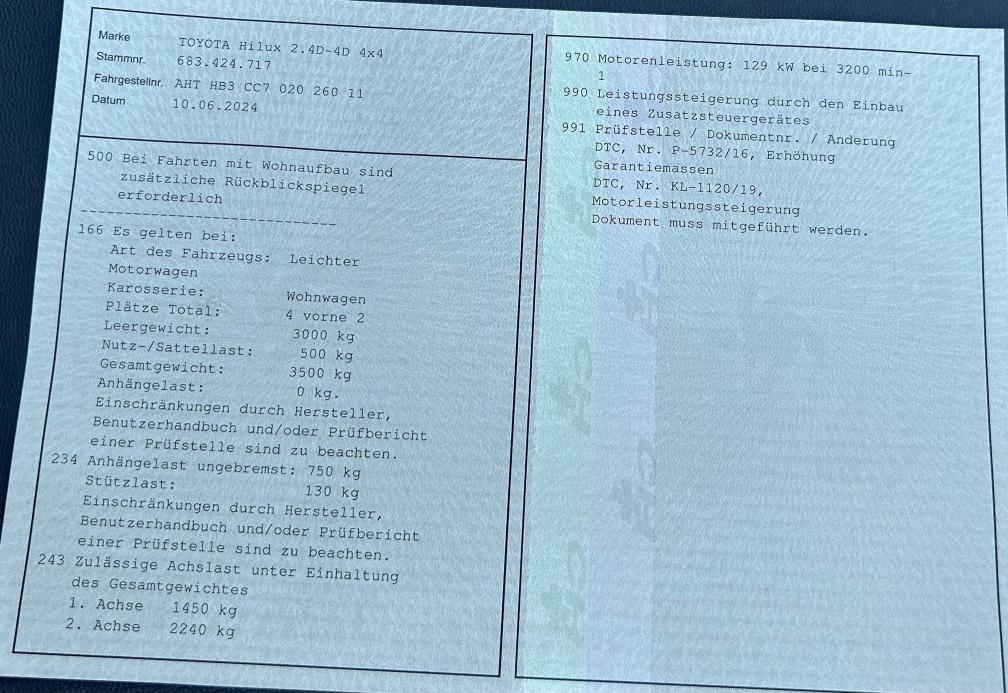 Marke TOYOTA Hilux 2.4D-4D 4x4
Stammnr. 683.424.717
Fahrgestellnr. AHT HB3 CC7 020 260 11
Datum 10.06.2024
500 Bei Fahrten mit Wohnaufbau sind
zusätzliche Rückblickspiegel
erforderlich
------------------------------
166 Es gelten bei:
Art des Fahrzeugs: Leichter
Motorwagen
Karosserie: Wohnwagen
Plätze Total: 4 vorne 2
Leergewicht: 3000 kg
Nutz-/Sattellast: 500 kg
Gesamtgewicht: 3500 kg
Anhängelast: 0 kg.
Einschränkungen durch Hersteller,
Benutzerhandbuch und/oder Prüfbericht
einer Prüfstelle sind zu beachten.
234 Anhängelast ungebremst: 750 kg
Stützlast: 130 kg
Einschränkungen durch Hersteller,
Benutzerhandbuch und/oder Prüfbericht
einer Prüfstelle sind zu beachten.
243 Zulässige Achslast unter Einhaltung
des Gesamtgewichtes
1. Achse 1450 kg
2. Achse 2240 kg
970 Motorenleistung: 129 kW bei 3200 min-
1
990 Leistungssteigerung durch den Einbau
eines Zusatzsteuergerätes
991 Prüfstelle / Dokumentnr. / Änderung
DTC, Nr. P-5732/16, Erhöhung
Garantiemassen
DTC, Nr. KL-1120/19,
Motorleistungssteigerung
Dokument muss mitgeführt werden.